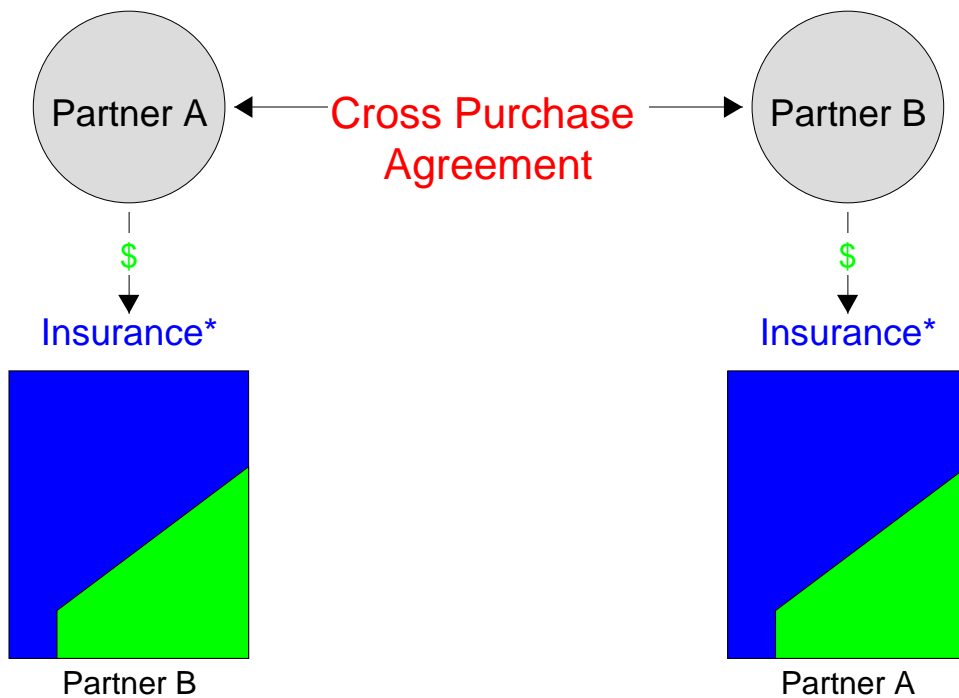 Partner A
Cross Purchase
Agreement
Partner B
$
$
Insurance*
Insurance*
Partner B
Partner A